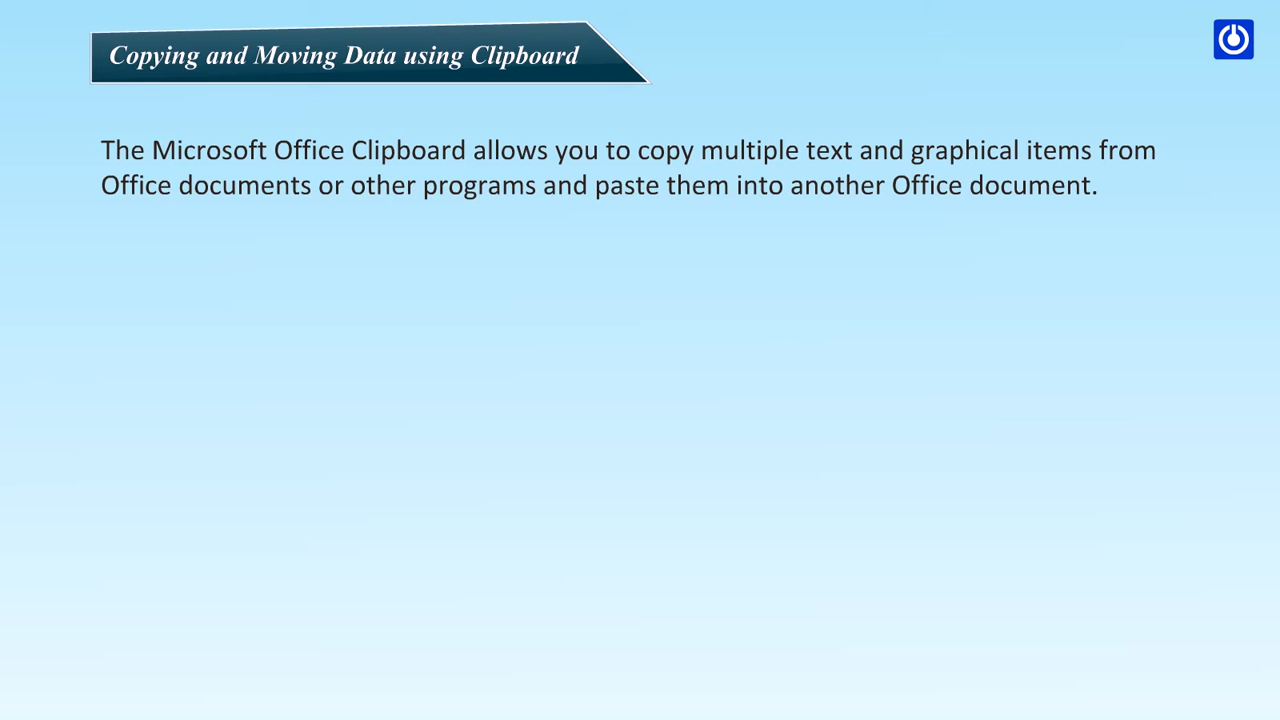 Copying and Moving Data using Clipboard
The Microsoft Office Clipboard allows you to copy multiple text and graphical items from
Office documents or other programs and paste them into another Office document.